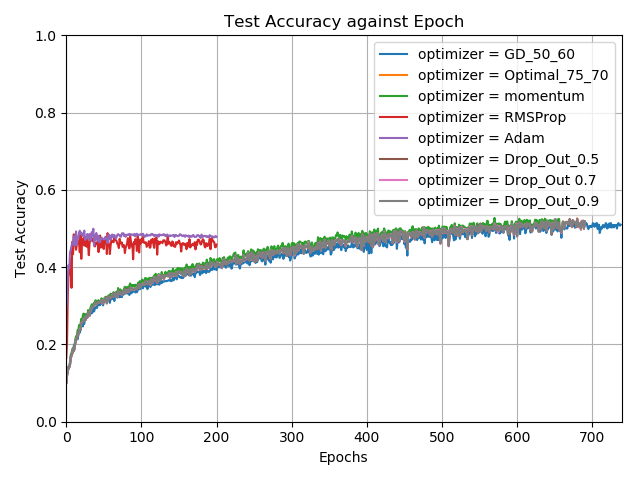 Test Accuracy against Epoch
1.0
0.8
0.6
0.4
0.2
0.0
Test Accuracy
optimizer = GD_50_60
optimizer = Optimal_75_70
optimizer = momentum
optimizer = RMSProp
optimizer = Adam
optimizer = Drop_Out_0.5
optimizer = Drop_Out 0.7
optimizer = Drop_Out_0.9
0 100 200 300 400 500 600 700
Epochs